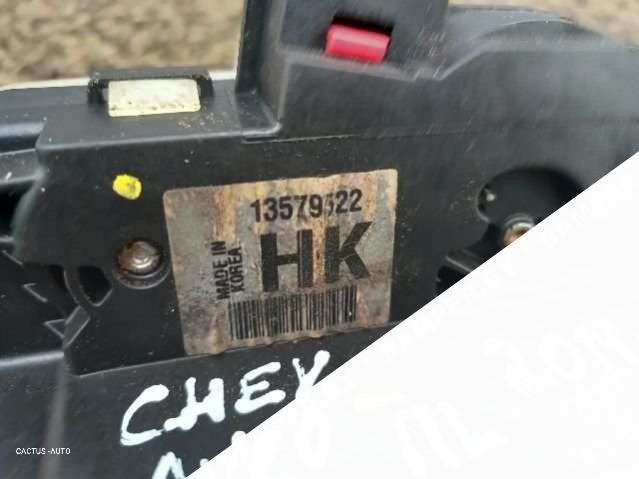 13579522
MADE IN
KOREA
HK
CHEV
CACTUS-AUTO